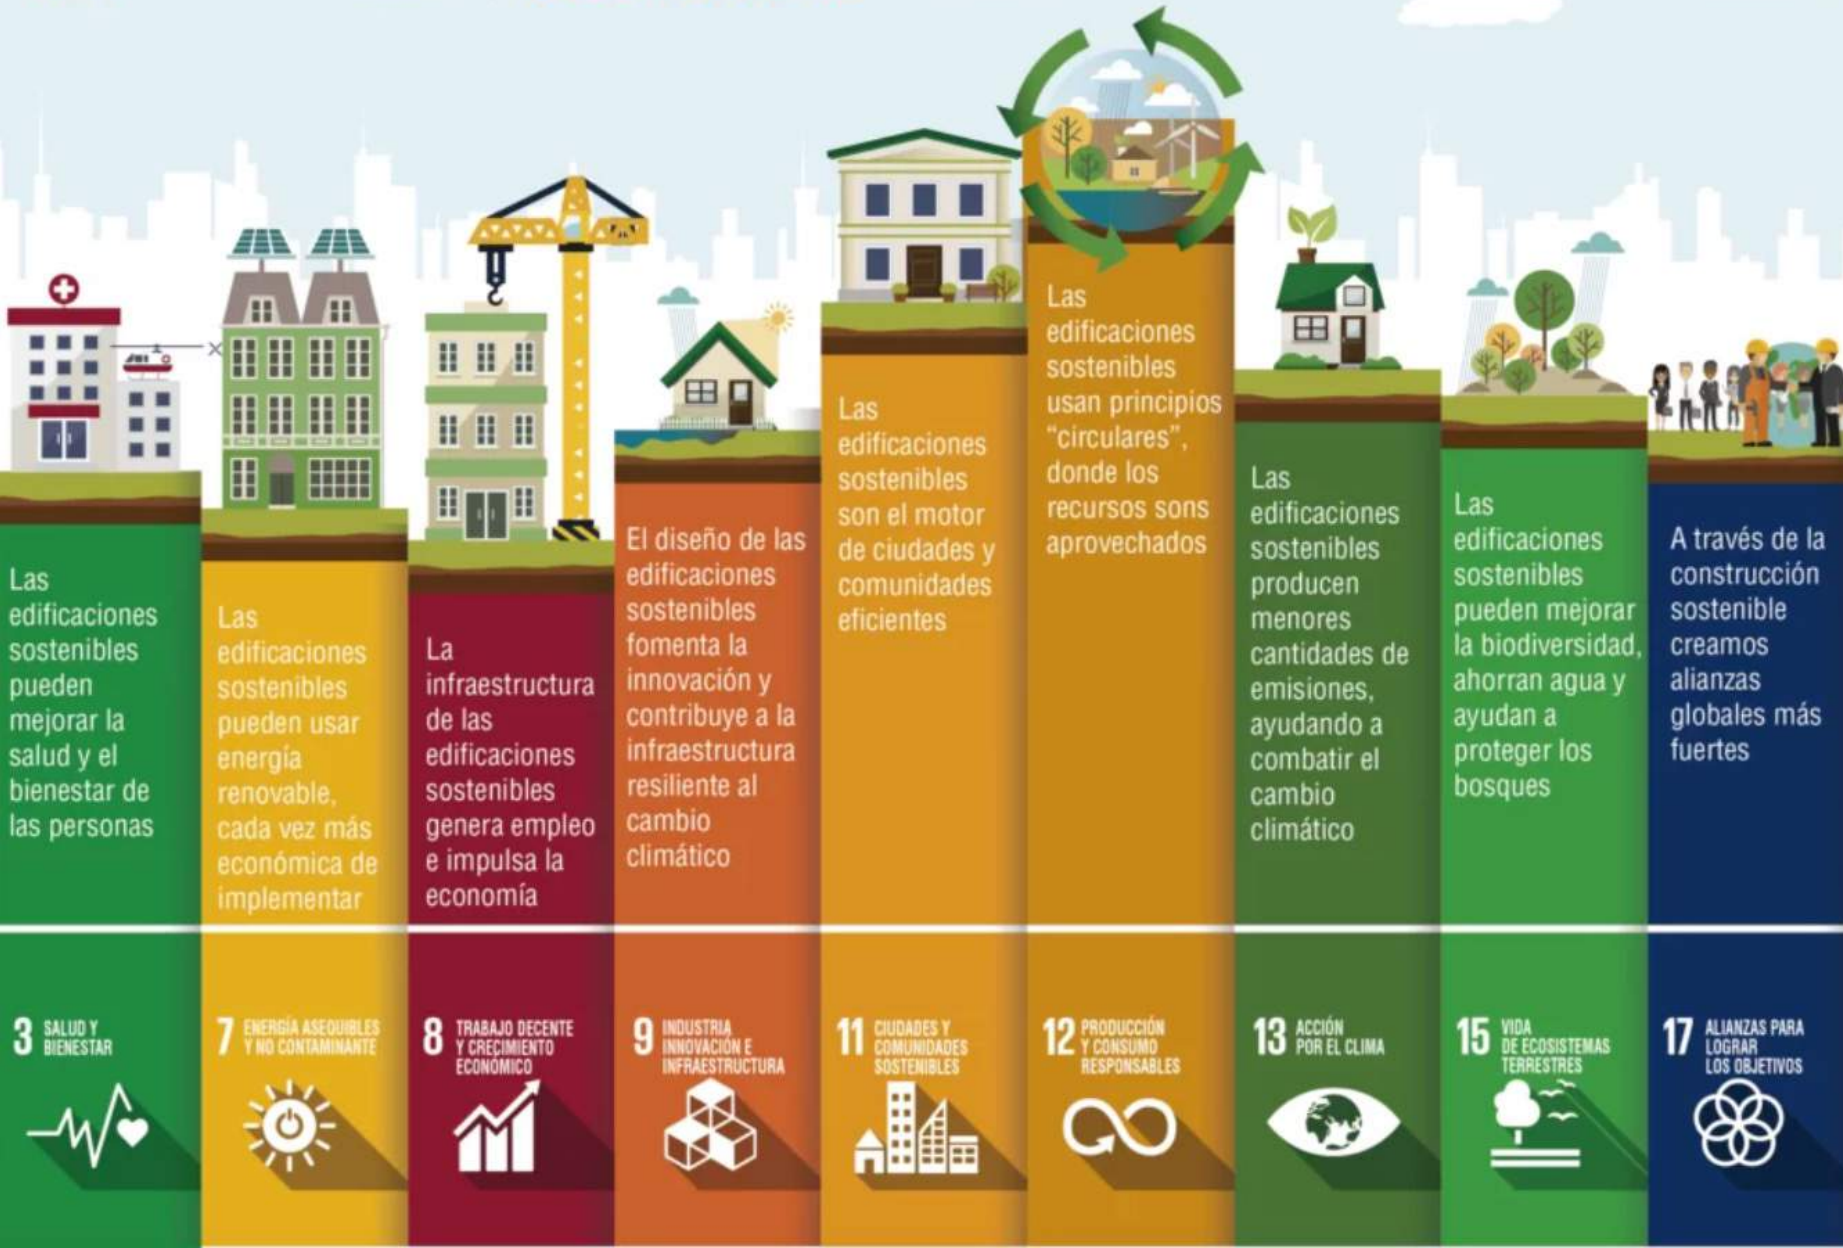 Las
edificaciones
sostenibles
pueden
mejorar la
salud y el
bienestar de
las personas
Las
edificaciones
sostenibles
pueden usar
energía
renovable,
cada vez más
económica de
implementar
La
infraestructura
de las
edificaciones
sostenibles
genera empleo
e impulsa la
economía
El diseño de las
edificaciones
sostenibles
fomenta la
innovación y
contribuye a la
infraestructura
resiliente al
cambio
climático
Las
edificaciones
sostenibles
son el motor
de ciudades y
comunidades
eficientes
Las
edificaciones
sostenibles
usan principios
“circulares”,
donde los
recursos sons
aprovechados
Las
edificaciones
sostenibles
producen
menores
cantidades de
emisiones,
ayudando a
combatir el
cambio
climático
Las
edificaciones
sostenibles
pueden mejorar
la biodiversidad,
ahorran agua y
ayudan a
proteger los
bosques
A través de la
construcción
sostenible
creamos
alianzas
globales más
fuertes
3 SALUD Y
BIENESTAR
7 ENERGÍA ASEQUIBLES
Y NO CONTAMINANTE
8 TRABAJO DECENTE
Y CRECIMIENTO
ECONÓMICO
9 INDUSTRIA
INNOVACIÓN E
INFRAESTRUCTURA
11 CIUDADES Y
COMUNIDADES
SOSTENIBLES
12 PRODUCCIÓN
Y CONSUMO
RESPONSABLES
13 ACCIÓN
POR EL CLIMA
15 VIDA
DE ECOSISTEMAS
TERRESTRES
17 ALIANZAS PARA
LOGRAR
LOS OBJETIVOS